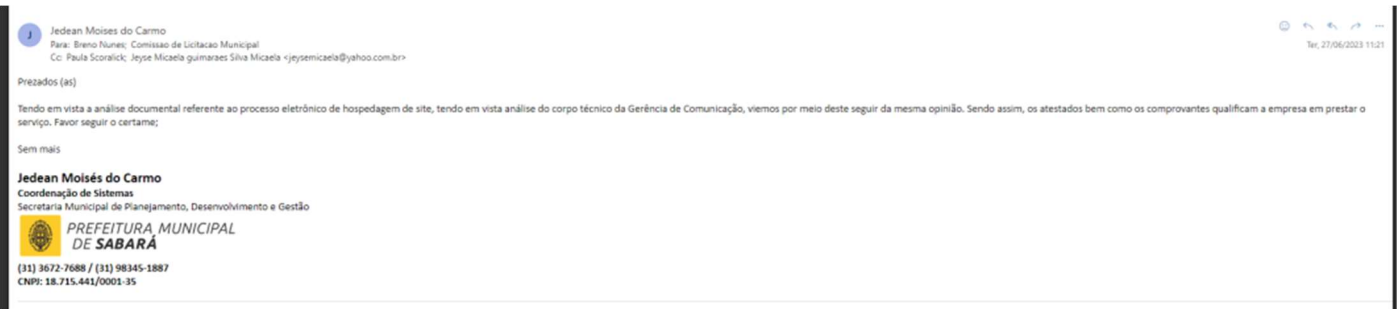 J
Jedean Moises do Carmo
Para: Breno Nunes; Comissao de Licitacao Municipal
Cc: Paula Scoralick; Jeyse Micaela guimaraes Silva Micaela <jeysemicaela@yahoo.com.br>
Ter, 27/06/2023 11:21
Prezados (as)
Tendo em vista a análise documental referente ao processo eletrônico de hospedagem de site, tendo em vista análise do corpo técnico da Gerência de Comunicação, viemos por meio deste seguir da mesma opinião. Sendo assim, os atestados bem como os comprovantes qualificam a empresa em prestar o
serviço. Favor seguir o certame;
Sem mais
Jedean Moisés do Carmo
Coordenação de Sistemas
Secretaria Municipal de Planejamento, Desenvolvimento e Gestão
PREFEITURA MUNICIPAL
DE SABARÁ
(31) 3672-7688 / (31) 98345-1887
CNPJ: 18.715.441/0001-35